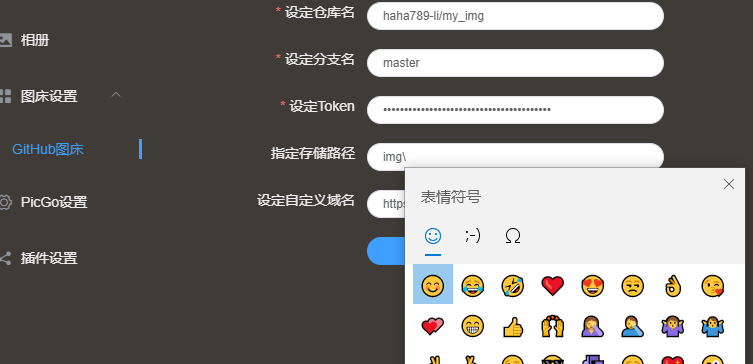 * 设定仓库名 haha789-li/my_img
相册
* 设定分支名 master
图床设置
* 设定Token ••••••••••••••••••••••••••••••••••••••••
GitHub图床
指定存储路径 img\
表情符号
PicGo设置
设定自定义域名 https
;-) Ω
插件设置